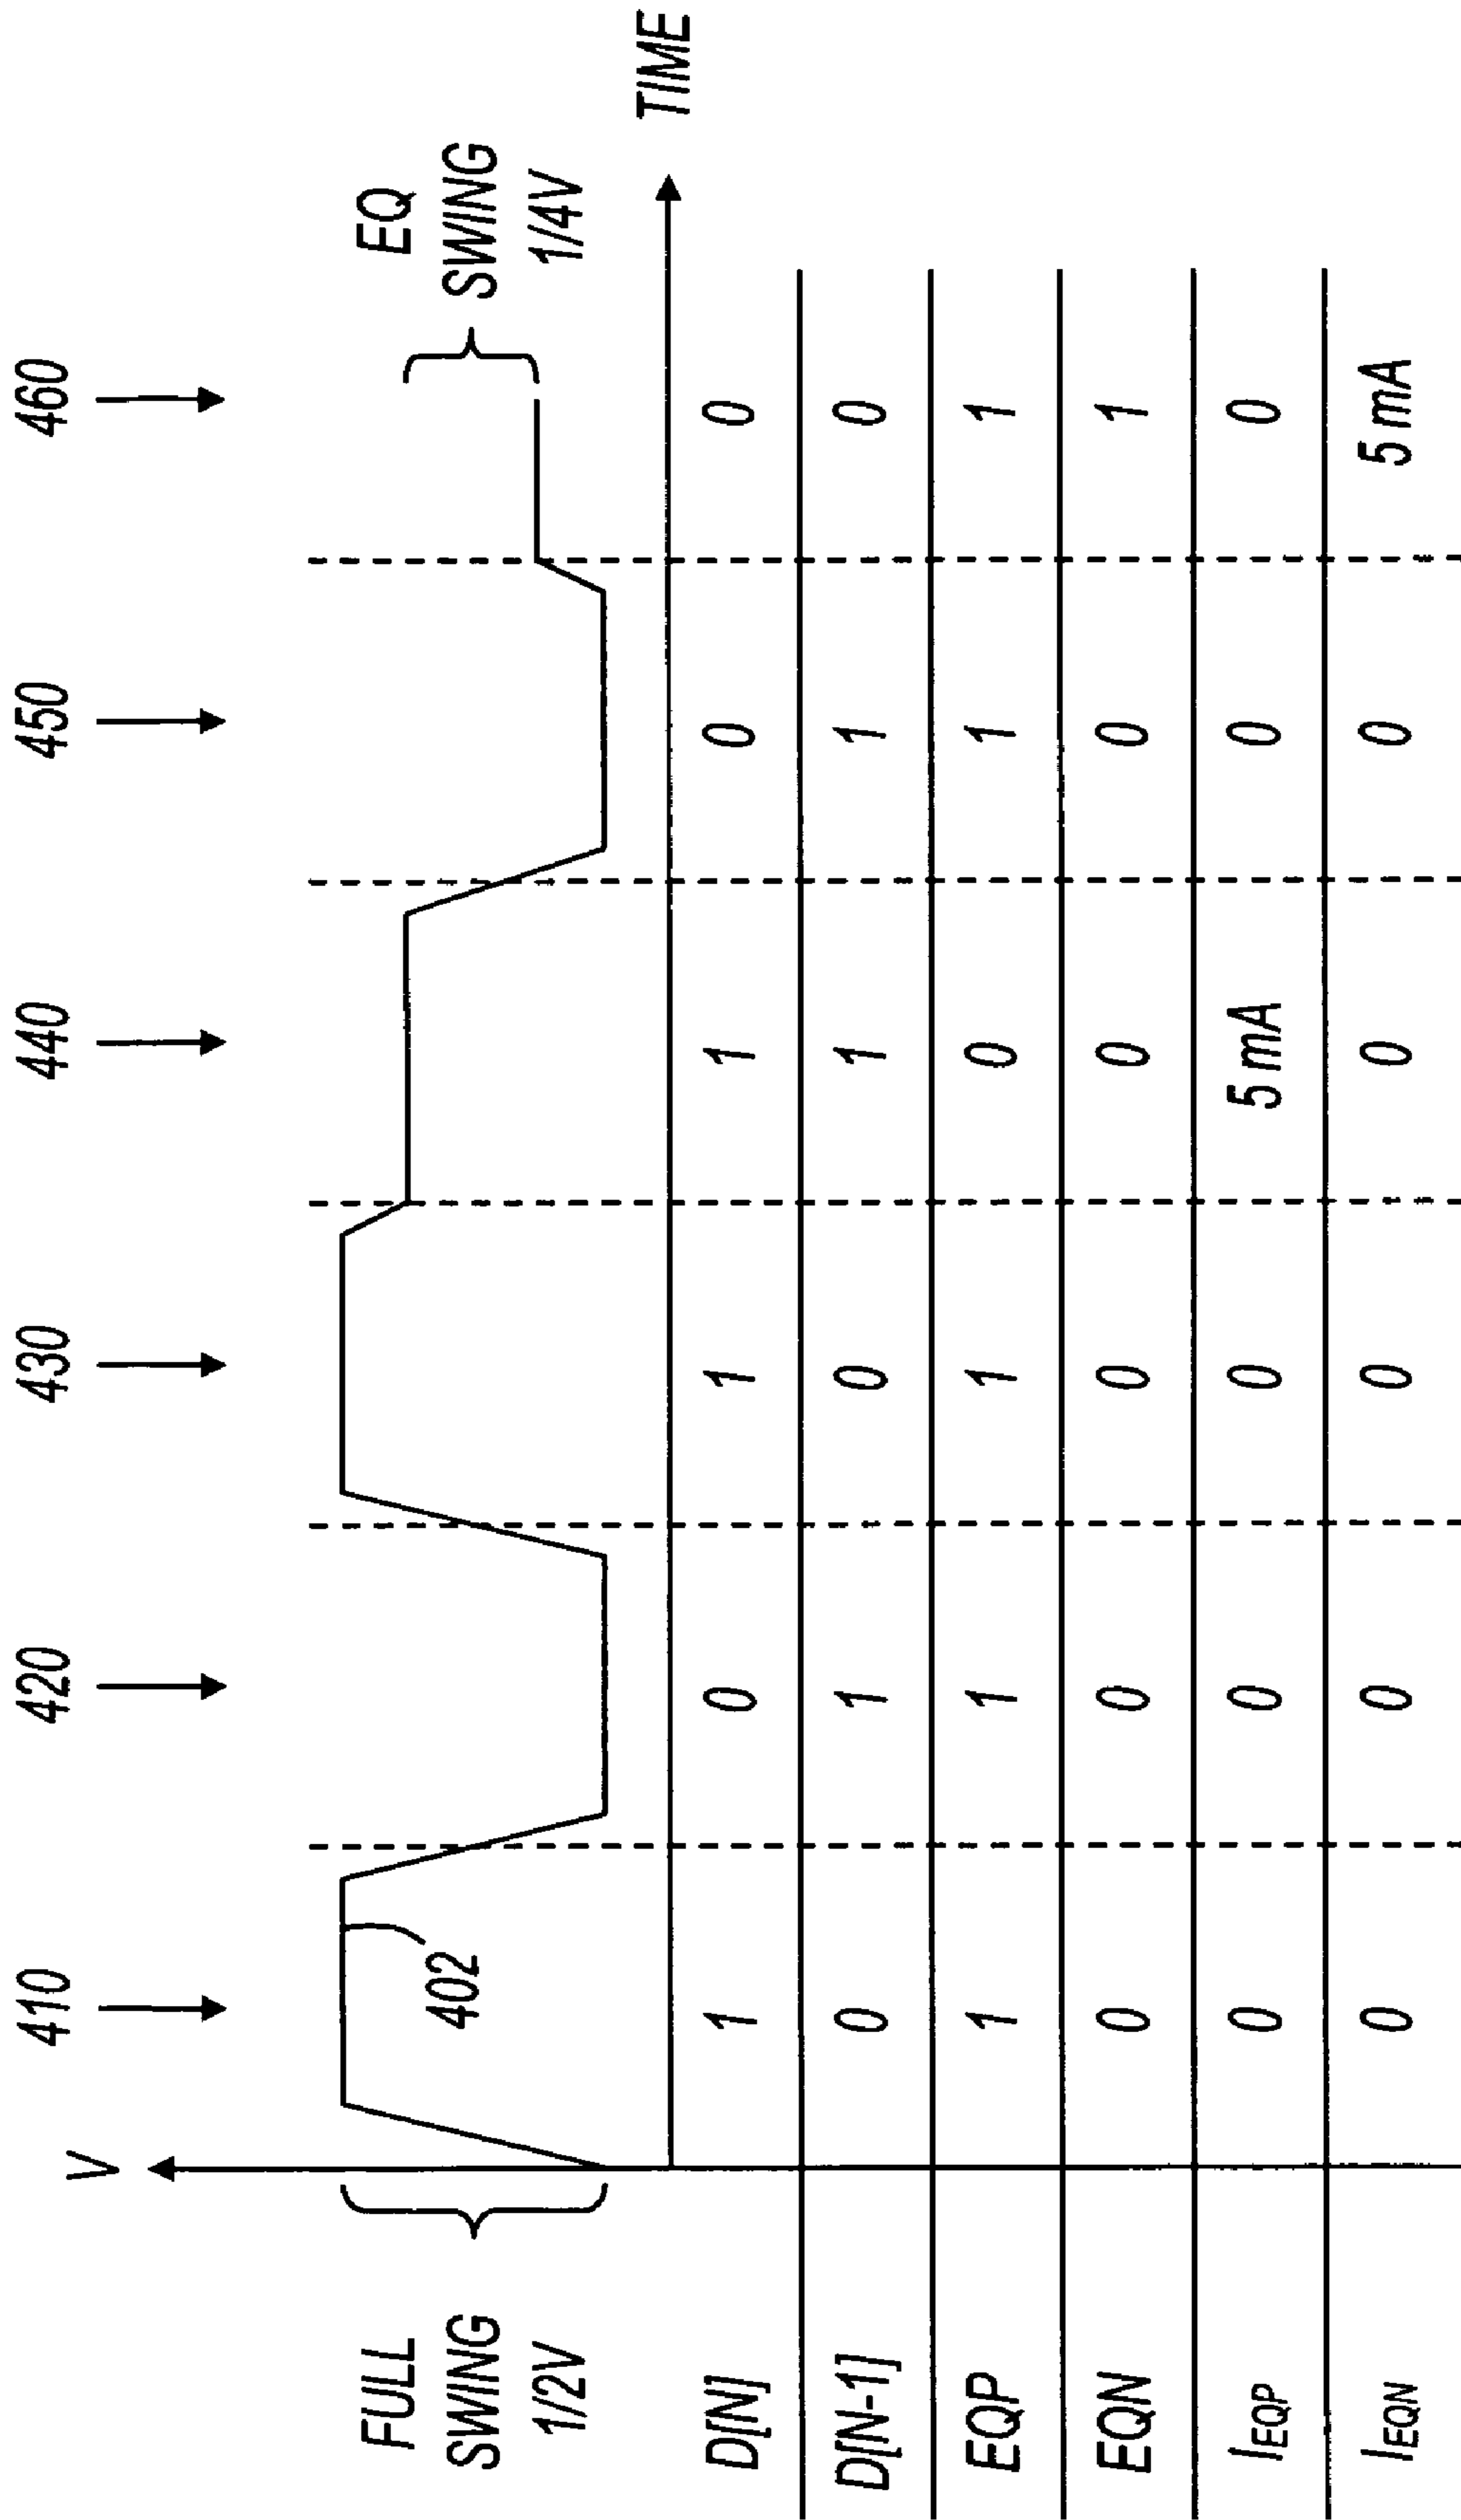 410 420 430 440 450 460
V
FULL
SWING
1/2V
402
EQ
SWING
1/4V
TIME
D[N] 1 0 1 1 0 0
D[N-1] 0 1 0 1 1 0
EQP 1 1 1 0 1 1
EQN 0 0 0 0 0 1
IEQP 0 0 0 5 mA 0 0
IEQN 0 0 0 0 0 5 mA